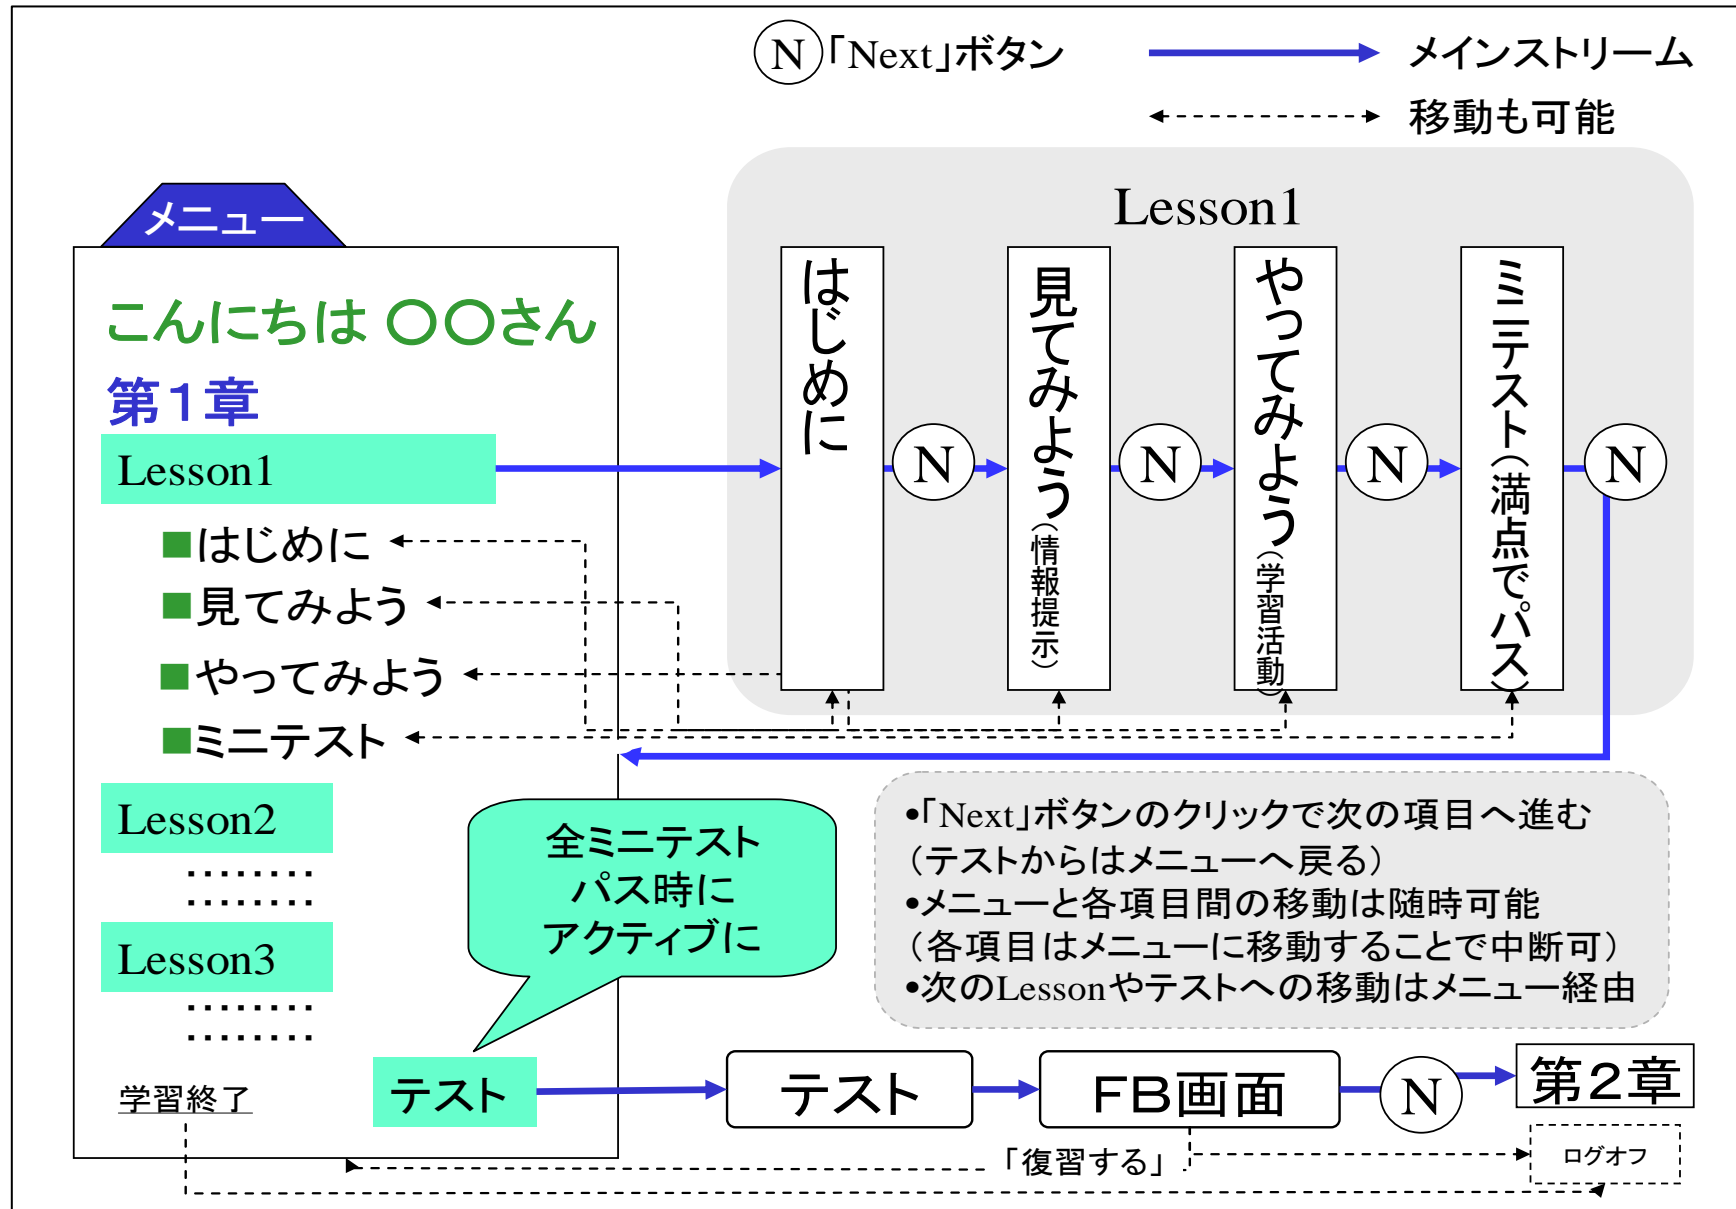 N「Next」ボタン
メインストリーム
移動も可能
メニュー
こんにちは 〇〇さん
第１章
Lesson1
■はじめに
■見てみよう
■やってみよう
■ミニテスト
Lesson2
‥‥‥‥
‥‥‥‥
Lesson3
‥‥‥‥
‥‥‥‥
学習終了
テスト
全ミニテスト
パス時に
アクティブに
Lesson1
はじめに
N
見てみよう（情報提示）
N
やってみよう（学習活動）
N
ミニテスト（満点でパス）
N
•「Next」ボタンのクリックで次の項目へ進む
（テストからはメニューへ戻る）
•メニューと各項目間の移動は随時可能
（各項目はメニューに移動することで中断可）
•次のLessonやテストへの移動はメニュー経由
テスト
ＦＢ画面
N
第２章
「復習する」
ログオフ